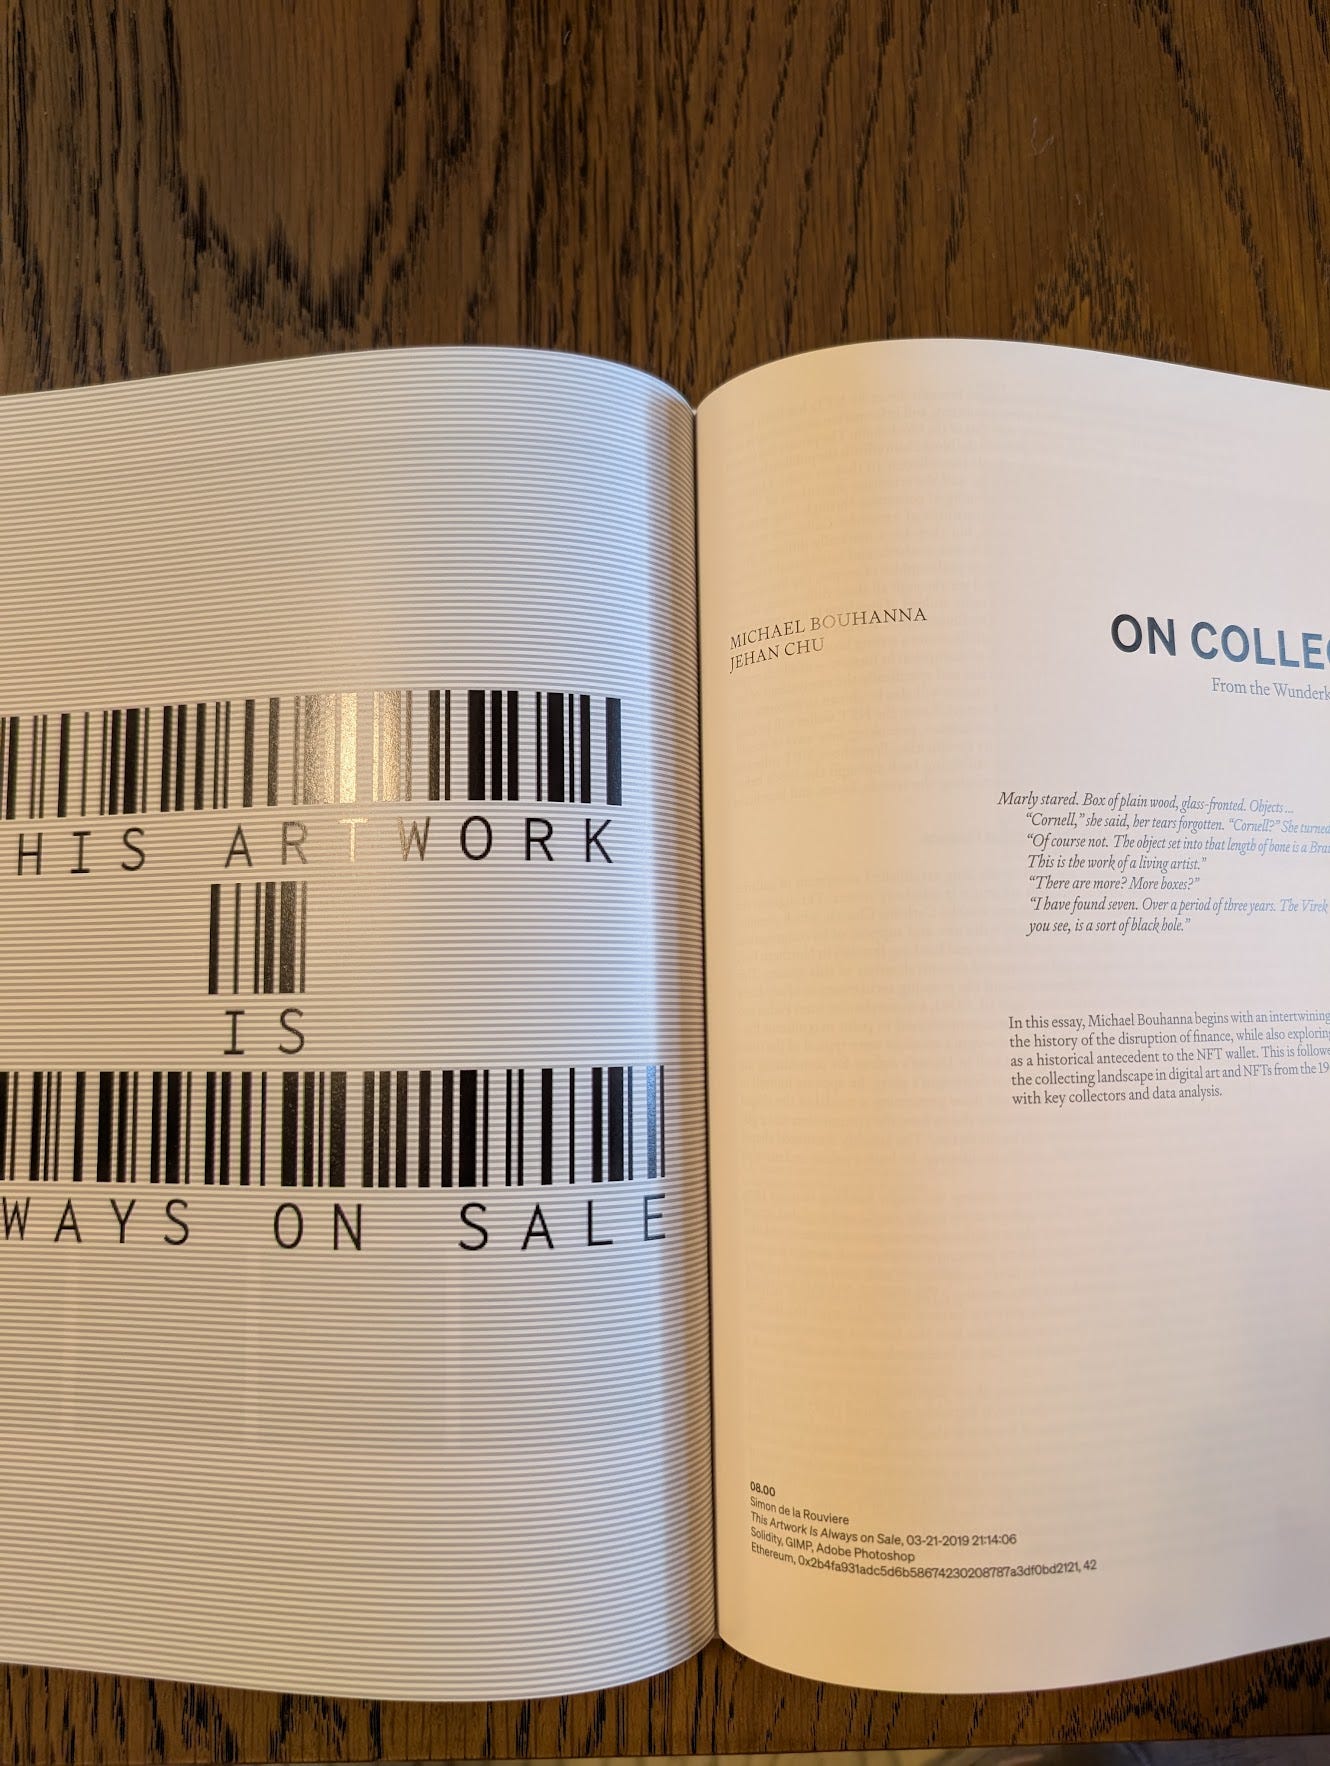 HIS ARTWORK
IS
WAYS ON SALE
MICHAEL BOUHANNA
JEHAN CHU
ON COLLEC
From the Wunderk
Marly stared. Box of plain wood, glass-fronted. Objects ...
“Cornell,” she said, her tears forgotten. “Cornell?” She turned
“Of course not. The object set into that length of bone is a Brau
This is the work of a living artist.”
“There are more? More boxes?”
“I have found seven. Over a period of three years. The Virek
you see, is a sort of black hole.”
In this essay, Michael Bouhanna begins with an intertwining
the history of the disruption of finance, while also exploring
as a historical antecedent to the NFT wallet. This is followe
the collecting landscape in digital art and NFTs from the 19
with key collectors and data analysis.
08.00
Simon de la Rouviere
This Artwork Is Always on Sale, 03-21-2019 21:14:06
Solidity, GIMP, Adobe Photoshop
Ethereum, 0x2b4fa931adc5d6b58674230208787a3df0bd2121, 42